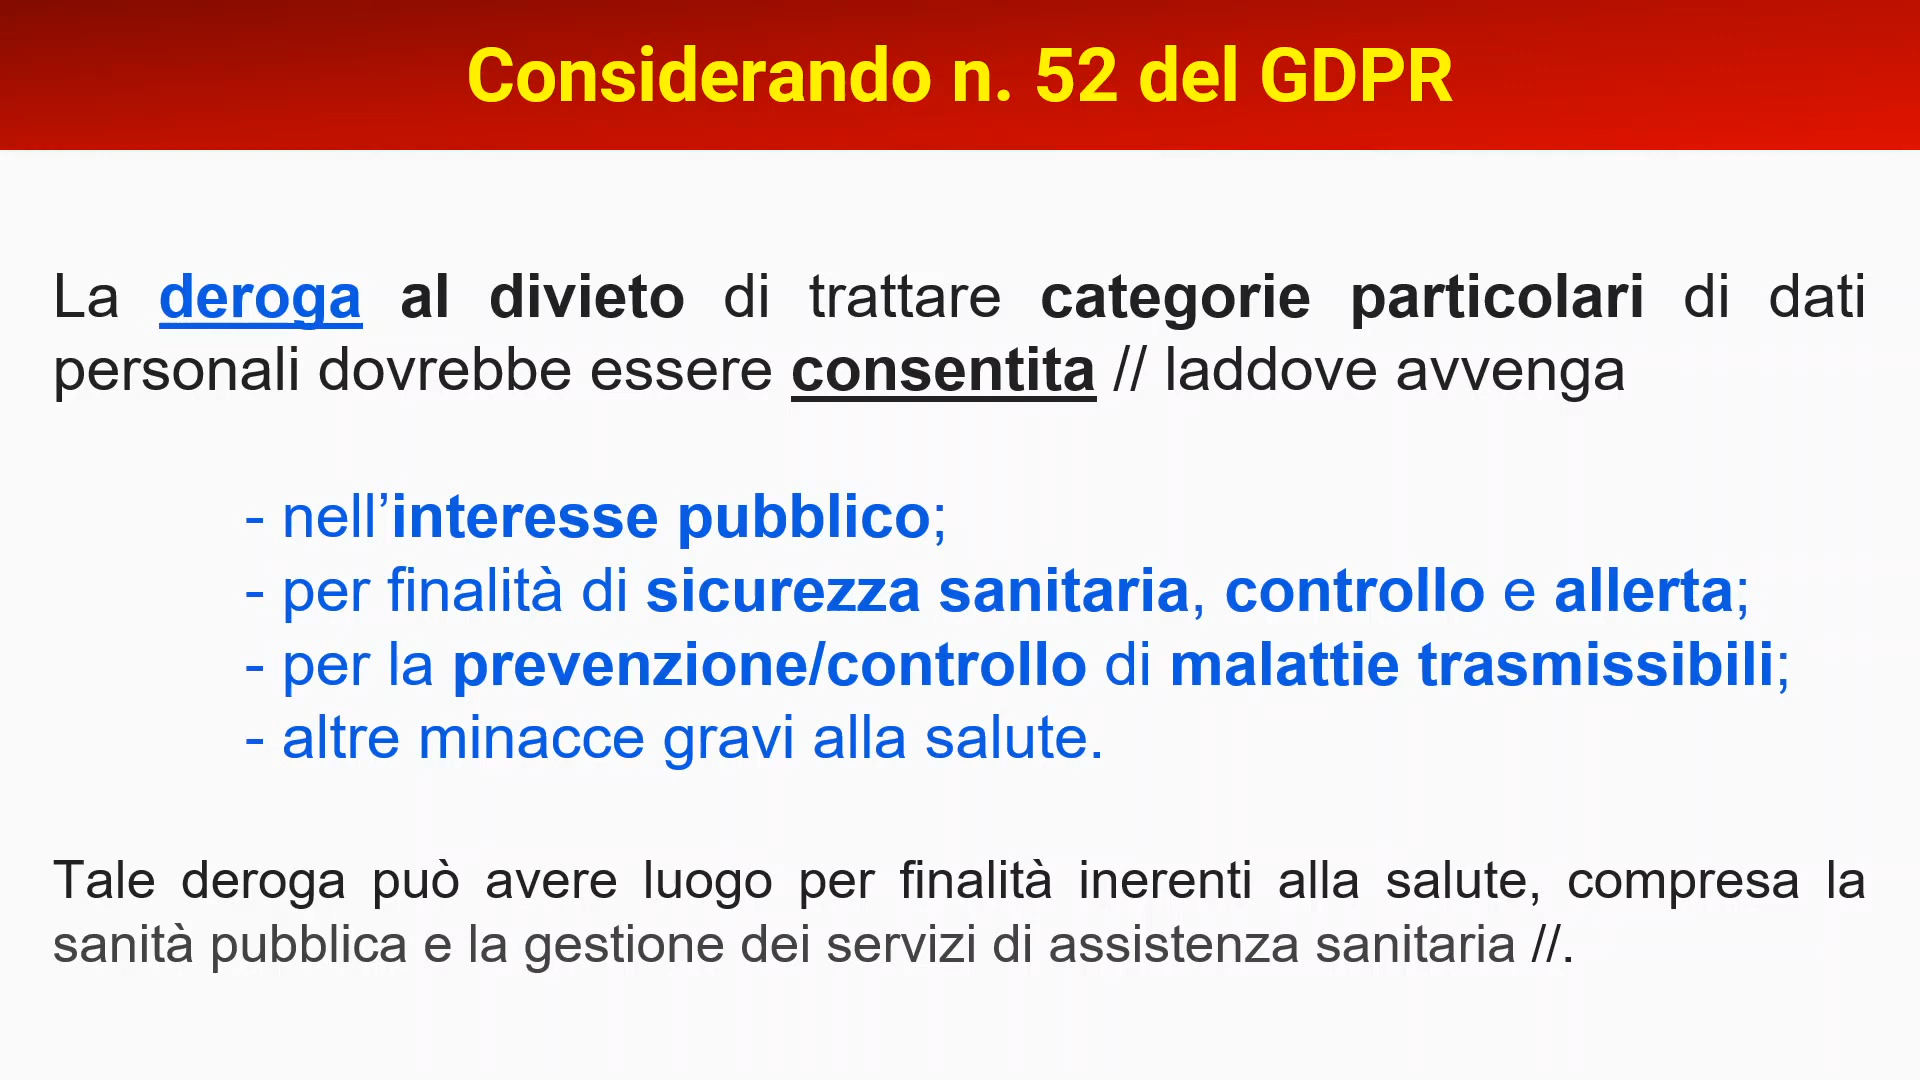 Considerando n. 52 del GDPR
La deroga al divieto di trattare categorie particolari di dati
personali dovrebbe essere consentita // laddove avvenga
- nell’interesse pubblico;
- per finalità di sicurezza sanitaria, controllo e allerta;
- per la prevenzione/controllo di malattie trasmissibili;
- altre minacce gravi alla salute.
Tale deroga può avere luogo per finalità inerenti alla salute, compresa la
sanità pubblica e la gestione dei servizi di assistenza sanitaria //.